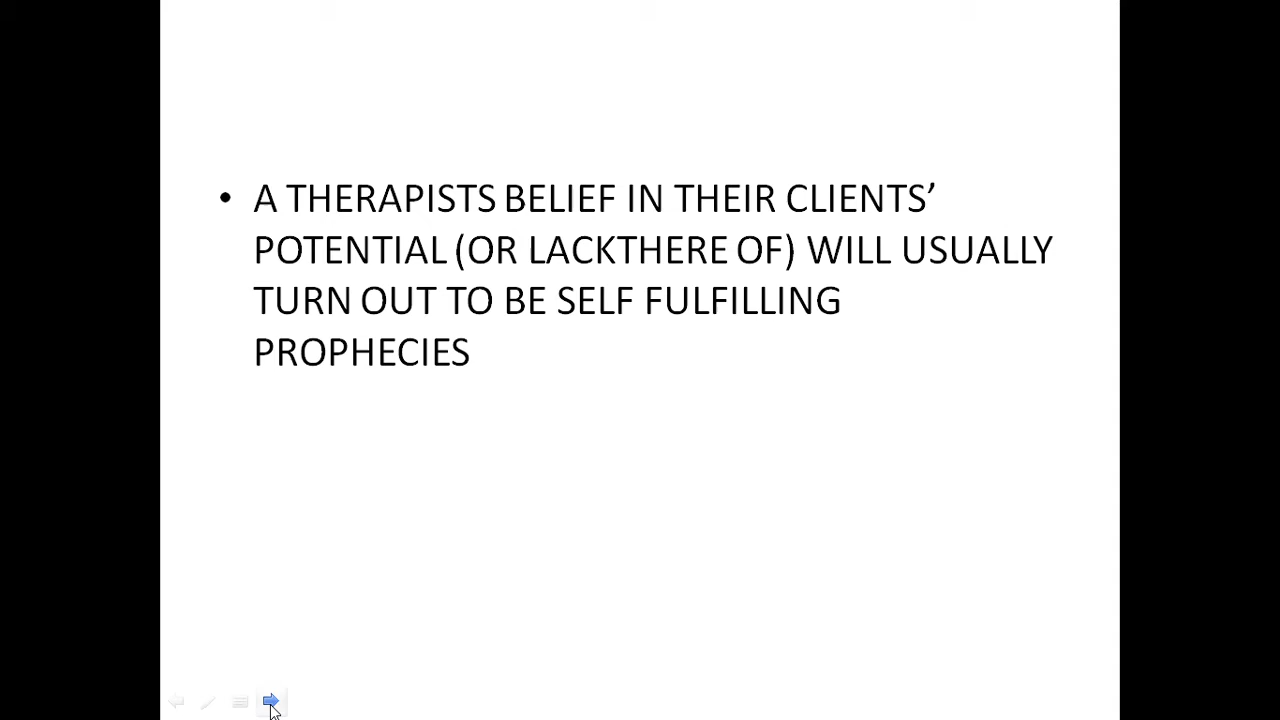 • A THERAPISTS BELIEF IN THEIR CLIENTS’
POTENTIAL (OR LACKTHERE OF) WILL USUALLY
TURN OUT TO BE SELF FULFILLING
PROPHECIES